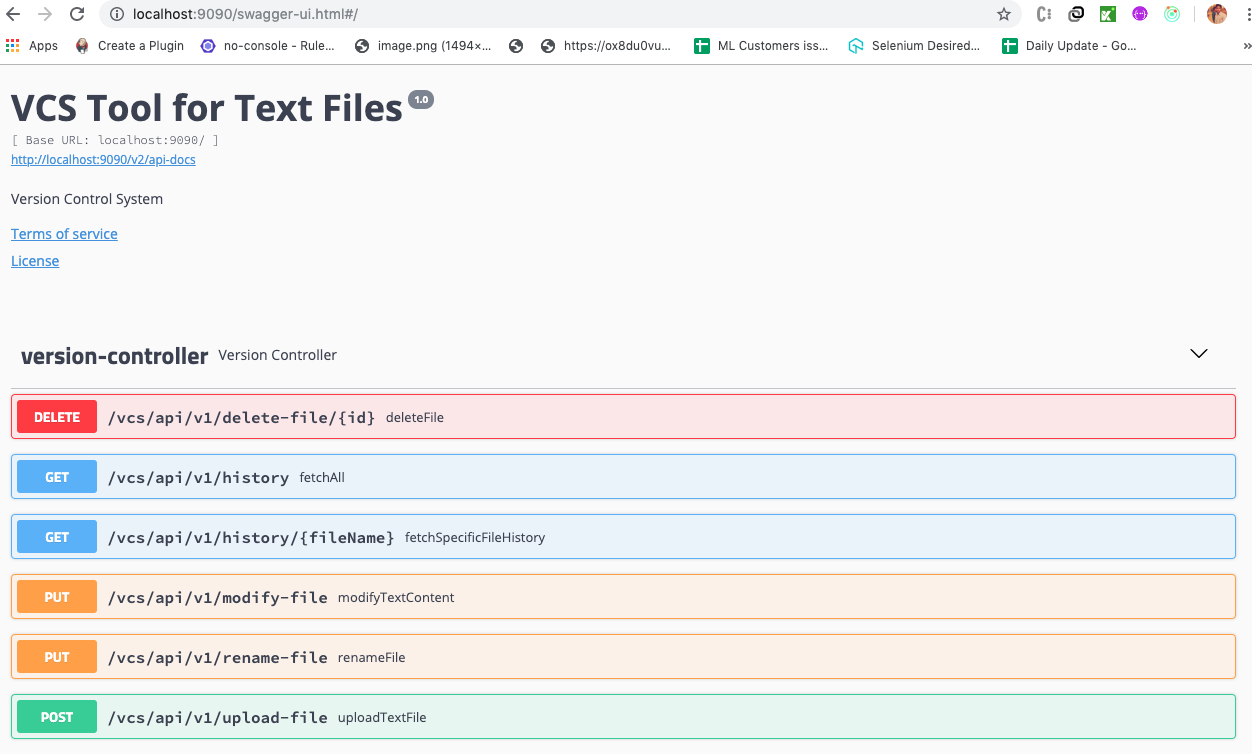 localhost:9090/swagger-ui.html#/
Apps Create a Plugin no-console - Rule... image.png (1494×... https://ox8du0vu... ML Customers iss... Selenium Desired... Daily Update - Go... »
VCS Tool for Text Files 1.0
[ Base URL: localhost:9090/ ]
http://localhost:9090/v2/api-docs
Version Control System
Terms of service
License
version-controller Version Controller
DELETE /vcs/api/v1/delete-file/{id} deleteFile
GET /vcs/api/v1/history fetchAll
GET /vcs/api/v1/history/{fileName} fetchSpecificFileHistory
PUT /vcs/api/v1/modify-file modifyTextContent
PUT /vcs/api/v1/rename-file renameFile
POST /vcs/api/v1/upload-file uploadTextFile